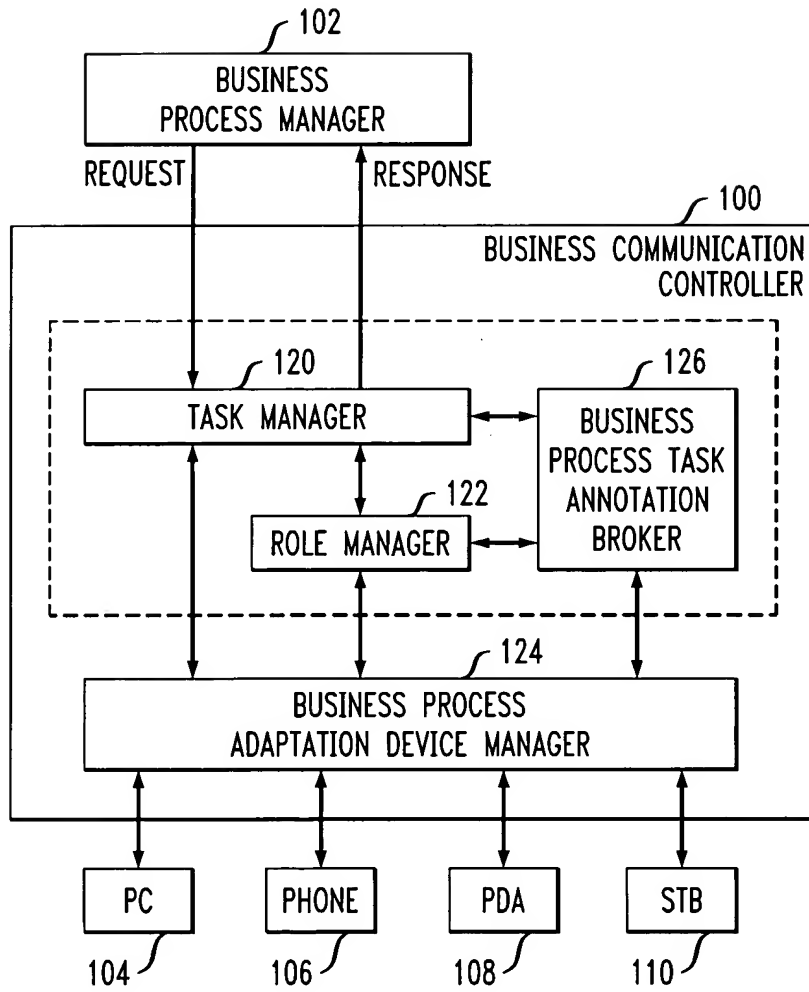 102
BUSINESS
PROCESS MANAGER
REQUEST
RESPONSE
100
BUSINESS COMMUNICATION
CONTROLLER
120
TASK MANAGER
126
BUSINESS
PROCESS TASK
ANNOTATION
BROKER
122
ROLE MANAGER
124
BUSINESS PROCESS
ADAPTATION DEVICE MANAGER
PC
PHONE
PDA
STB
104
106
108
110